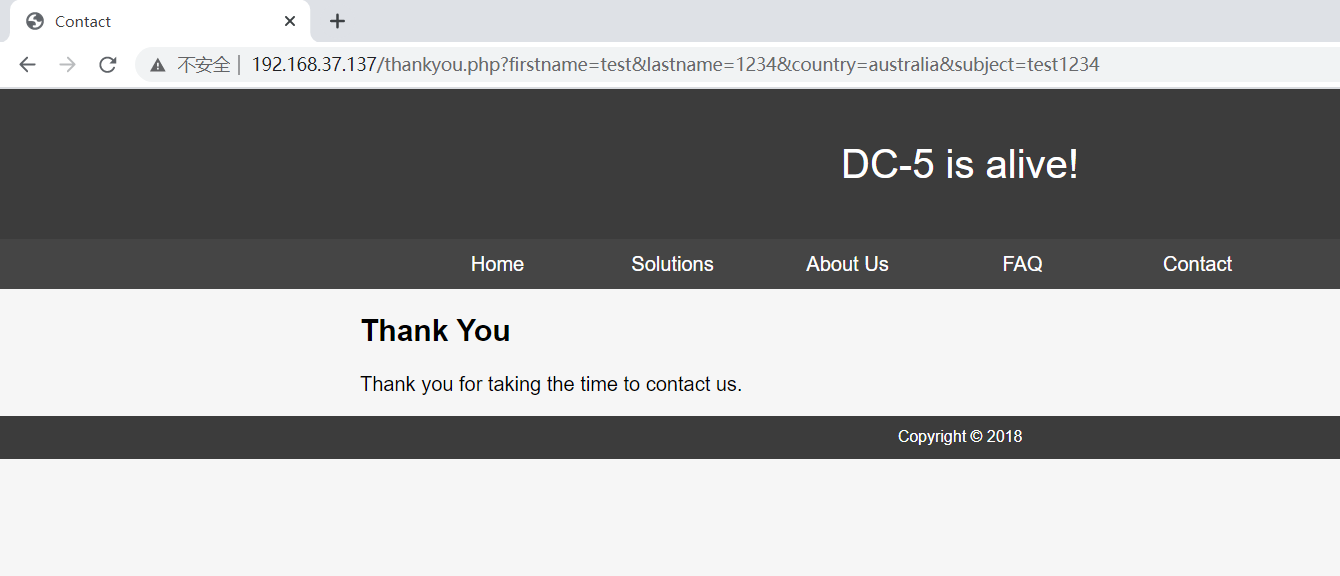 Contact
不安全 | 192.168.37.137/thankyou.php?firstname=test&lastname=1234&country=australia&subject=test1234
DC-5 is alive!
Home Solutions About Us FAQ Contact
Thank You
Thank you for taking the time to contact us.
Copyright © 2018